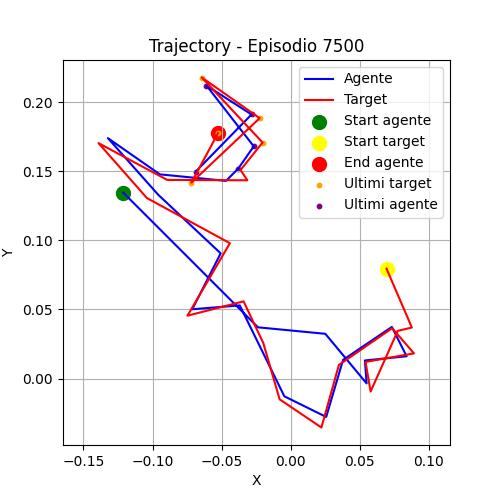 Trajectory - Episodio 7500
Agente
Target
Start agente
Start target
End agente
Ultimi target
Ultimi agente
0.20
0.15
0.10
0.05
0.00
Y
−0.15 −0.10 −0.05 0.00 0.05 0.10
X